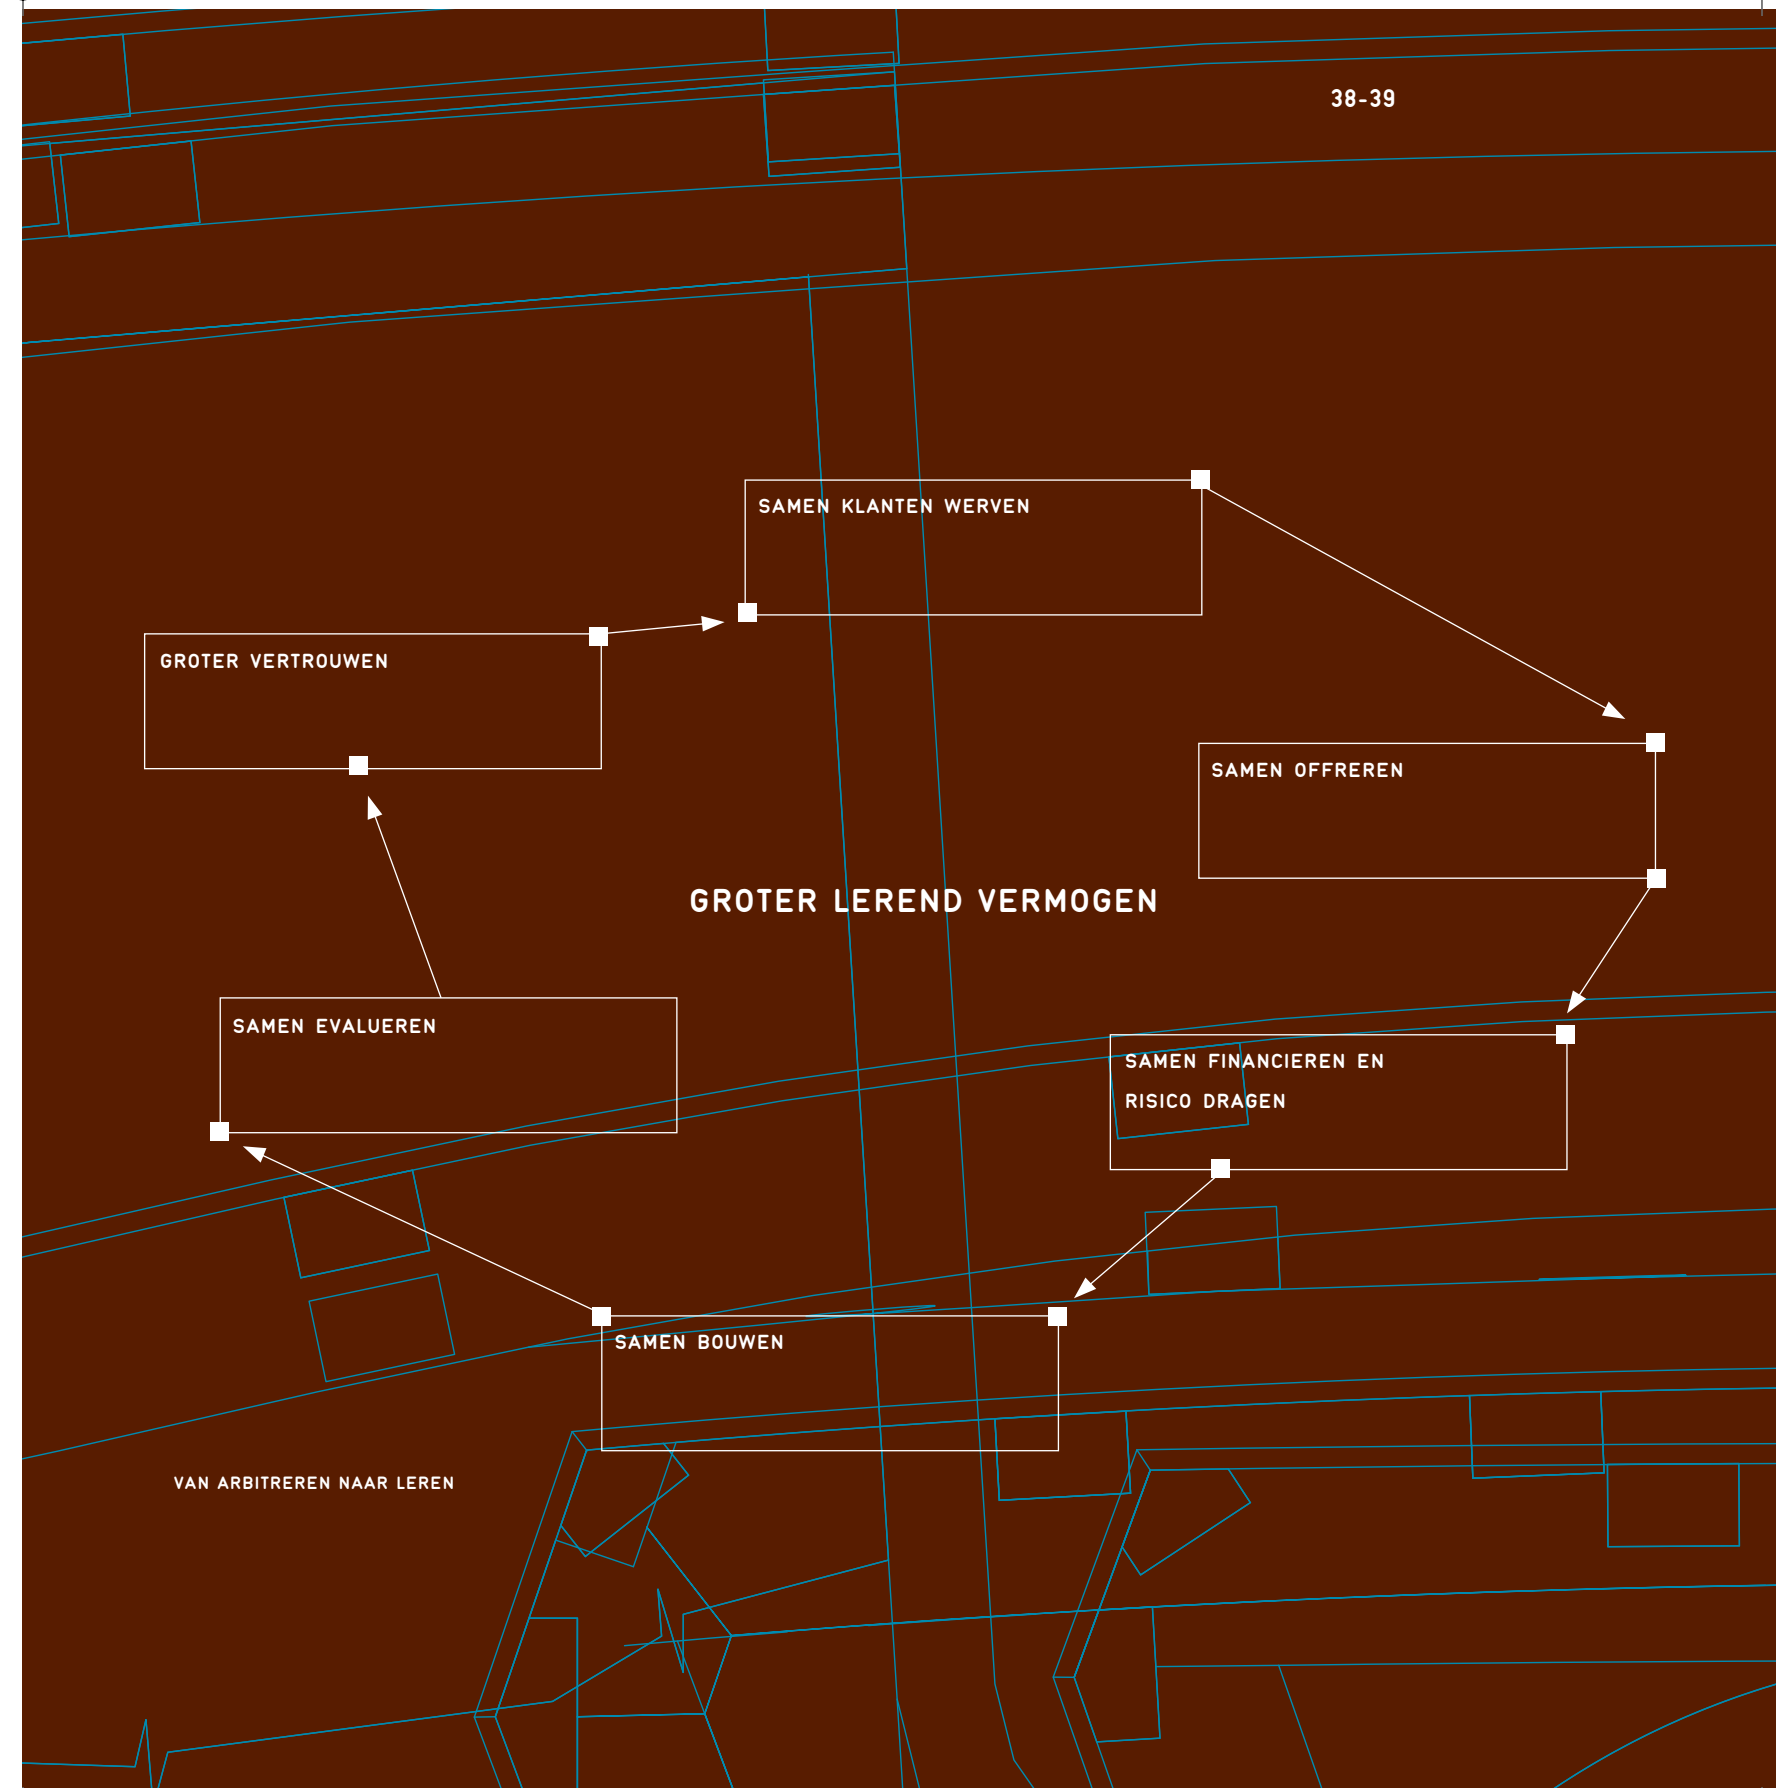 38-39
SAMEN KLANTEN WERVEN
GROTER VERTROUWEN
SAMEN OFFREREN
GROTER LEREND VERMOGEN
SAMEN EVALUEREN
SAMEN FINANCIEREN EN
RISICO DRAGEN
SAMEN BOUWEN
VAN ARBITREREN NAAR LEREN